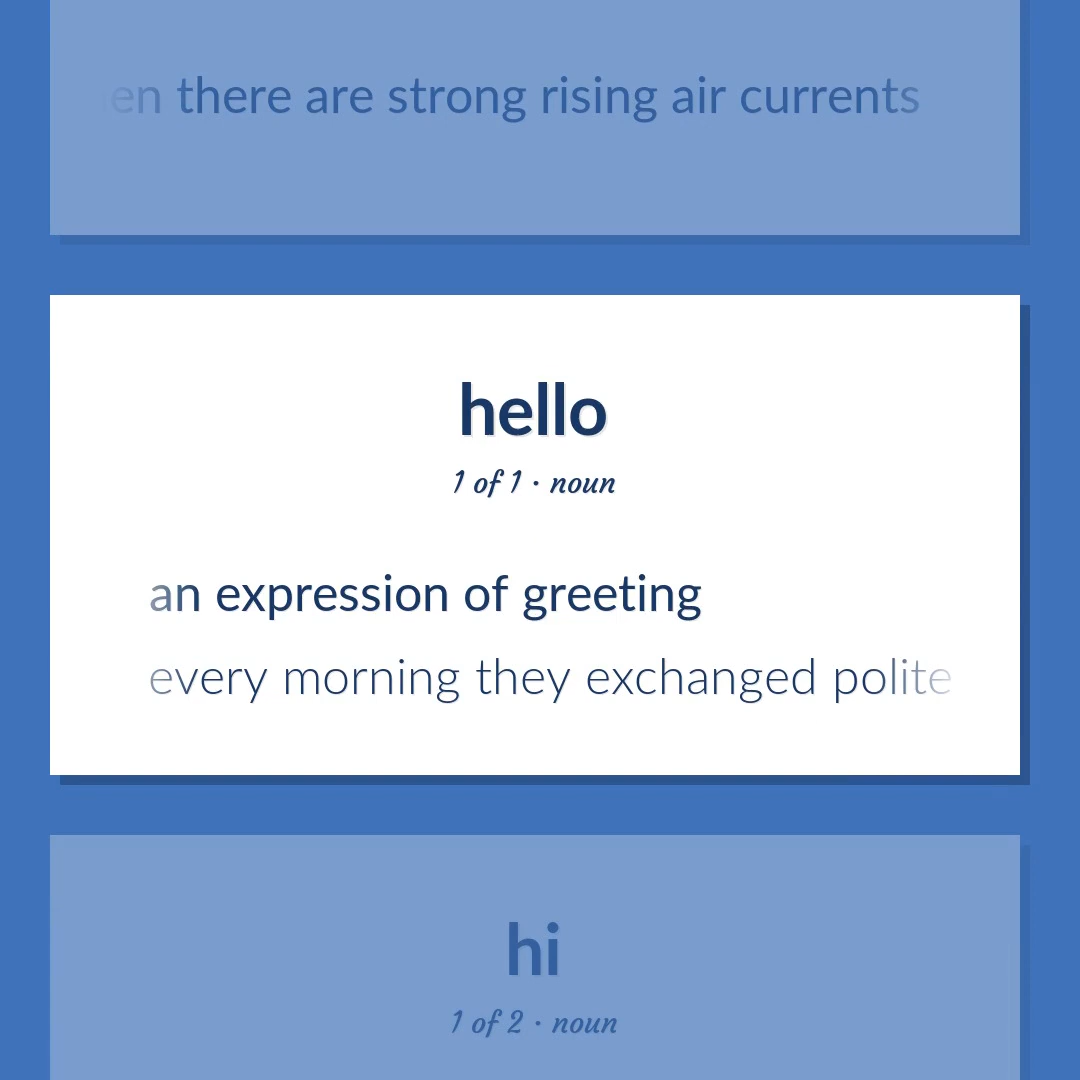 there are strong rising air currents
hello
1 of 1 · noun
an expression of greeting
every morning they exchanged polite
hi
1 of 2 · noun